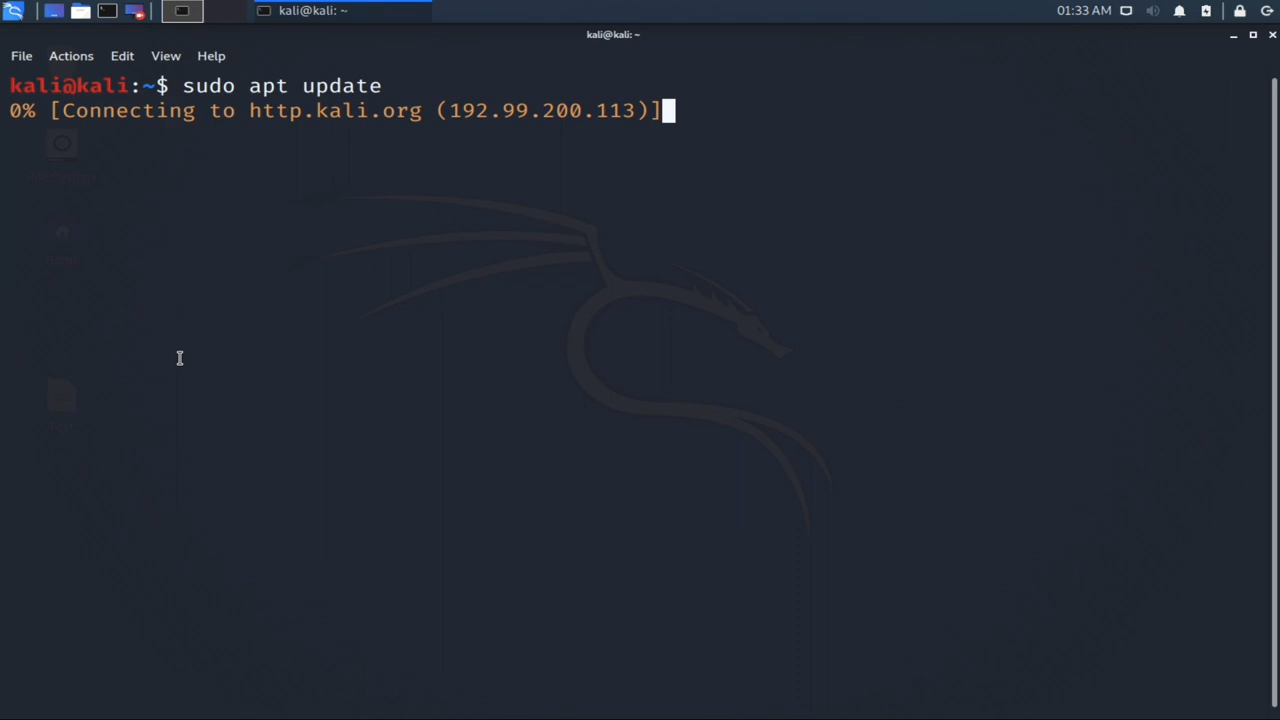 kali@kali: ~
01:33 AM
kali@kali: ~
File Actions Edit View Help
kali@kali:~$ sudo apt update
0% [Connecting to http.kali.org (192.99.200.113)]